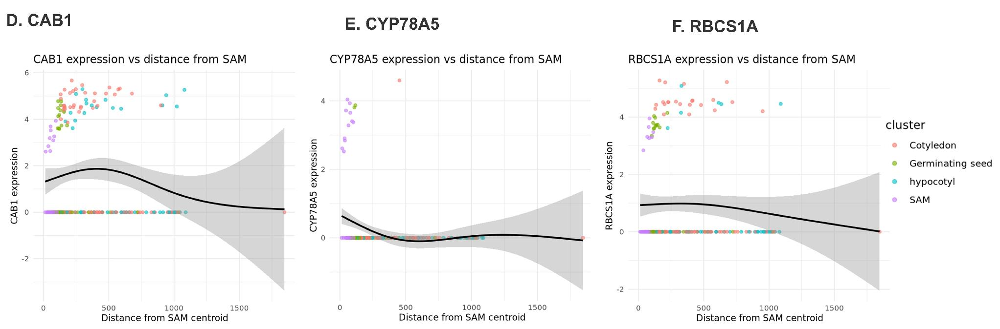 D. CAB1
E. CYP78A5
F. RBCS1A
CAB1 expression vs distance from SAM
6
4
2
0
-2
CAB1 expression
0 500 1000 1500
Distance from SAM centroid
CYP78A5 expression vs distance from SAM
4
2
0
CYP78A5 expression
0 500 1000 1500
Distance from SAM centroid
RBCS1A expression vs distance from SAM
4
2
0
-2
RBCS1A expression
0 500 1000 1500
Distance from SAM centroid
cluster
Cotyledon
Germinating seed
hypocotyl
SAM